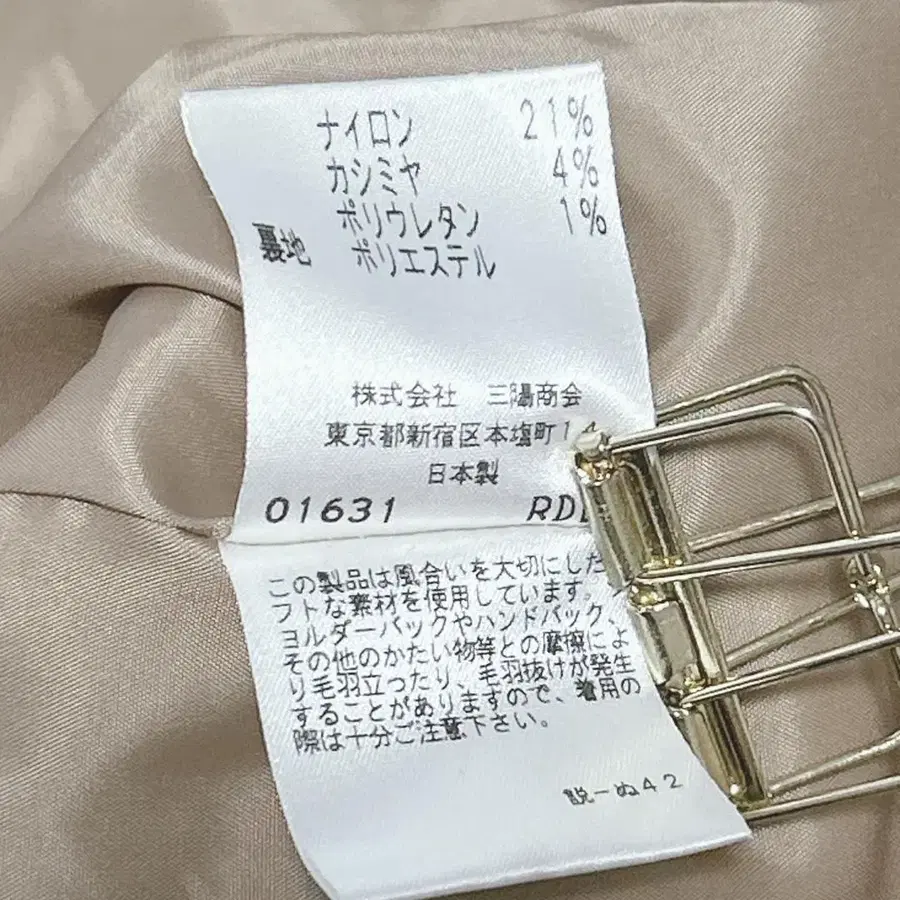 ナイロン 21%
カシミヤ 4%
ポリウレタン 1%
裏地 ポリエステル
株式会社 三陽商会
東京都新宿区本塩町14
日本製
01631 RD
この製品は風合いを大切にした
フトな素材を使用しています。
ヨルダーバックやハンドバック、
その他のかたい物等との摩擦によ
り毛羽立ったり、毛羽抜けが発生
することがありますので、着用の
際は十分ご注意下さい。
説ーぬ42